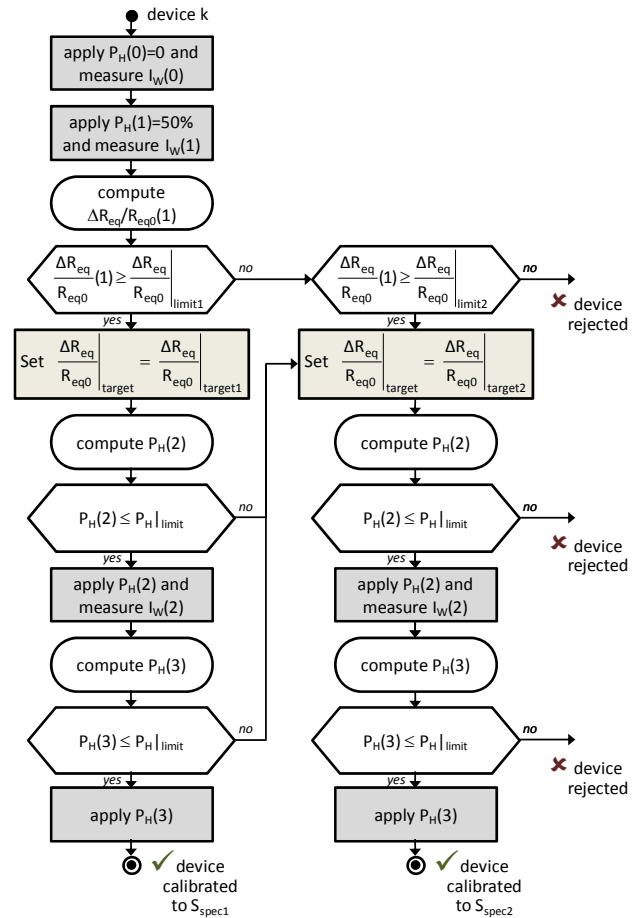 device k
apply P_H(0)=0 and
measure I_W(0)
apply P_H(1)=50%
and measure I_W(1)
compute
ΔR_eq/R_eq0(1)
ΔR_eq/R_eq0 (1) ≥ ΔR_eq/R_eq0 |limit1
no
yes
Set ΔR_eq/R_eq0 |target = ΔR_eq/R_eq0 |target1
compute P_H(2)
P_H(2) ≤ P_H|limit
no
yes
apply P_H(2) and
measure I_W(2)
compute P_H(3)
P_H(3) ≤ P_H|limit
no
yes
apply P_H(3)
✓ device
calibrated
to S_spec1
ΔR_eq/R_eq0 (1) ≥ ΔR_eq/R_eq0 |limit2
no
✘ device
rejected
yes
Set ΔR_eq/R_eq0 |target = ΔR_eq/R_eq0 |target2
compute P_H(2)
P_H(2) ≤ P_H|limit
no
✘ device
rejected
yes
apply P_H(2) and
measure I_W(2)
compute P_H(3)
P_H(3) ≤ P_H|limit
no
✘ device
rejected
yes
apply P_H(3)
✓ device
calibrated
to S_spec2